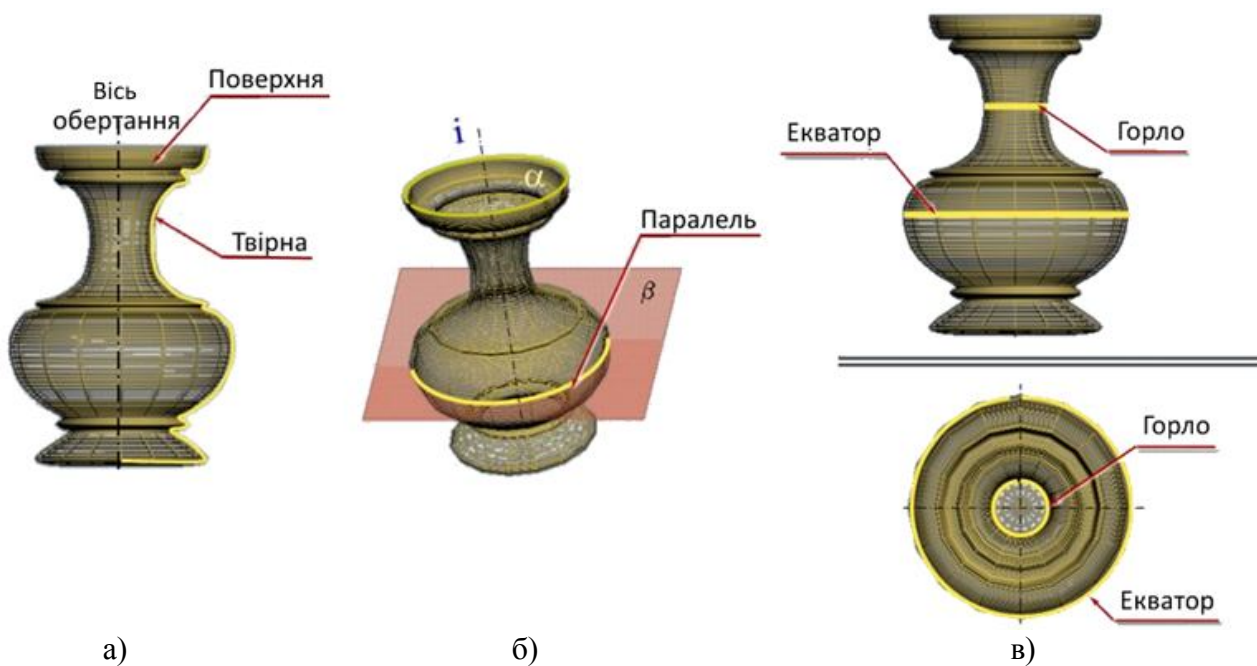 Вісь
обертання
Поверхня
Твірна
i
α
Паралель
β
Екватор
Горло
Горло
Екватор
а)
б)
в)